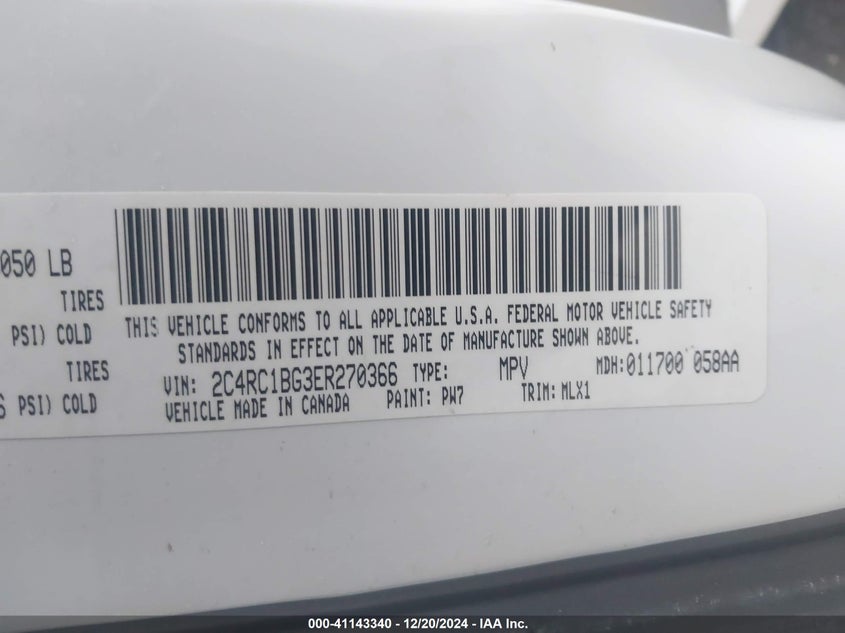 050 LB
TIRES
PSI) COLD
TIRES
PSI) COLD
THIS VEHICLE CONFORMS TO ALL APPLICABLE U.S.A. FEDERAL MOTOR VEHICLE SAFETY
STANDARDS IN EFFECT ON THE DATE OF MANUFACTURE SHOWN ABOVE.
VIN: 2C4RC1BG3ER270366 TYPE: MPV MDH:011700 058AA
VEHICLE MADE IN CANADA PAINT: PW7 TRIM: MLX1
000-41143340 - 12/20/2024 - IAA Inc.